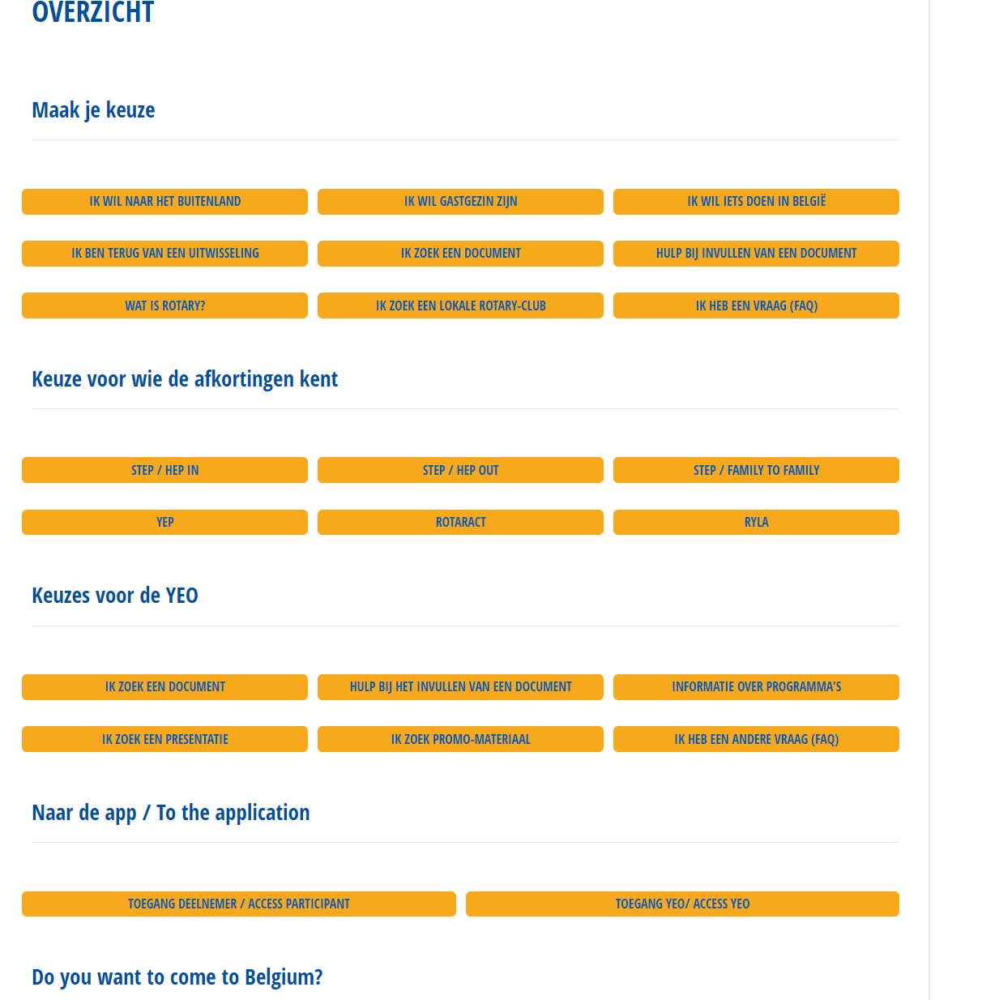 OVERZICHT
Maak je keuze
IK WIL NAAR HET BUITENLAND
IK WIL GASTGEZIN ZIJN
IK WIL IETS DOEN IN BELGIË
IK BEN TERUG VAN EEN UITWISSELING
IK ZOEK EEN DOCUMENT
HULP BIJ INVULLEN VAN EEN DOCUMENT
WAT IS ROTARY?
IK ZOEK EEN LOKALE ROTARY-CLUB
IK HEB EEN VRAAG (FAQ)
Keuze voor wie de afkortingen kent
STEP / HEP IN
STEP / HEP OUT
STEP / FAMILY TO FAMILY
YEP
ROTARACT
RYLA
Keuzes voor de YEO
IK ZOEK EEN DOCUMENT
HULP BIJ HET INVULLEN VAN EEN DOCUMENT
INFORMATIE OVER PROGRAMMA'S
IK ZOEK EEN PRESENTATIE
IK ZOEK PROMO-MATERIAAL
IK HEB EEN ANDERE VRAAG (FAQ)
Naar de app / To the application
TOEGANG DEELNEMER / ACCESS PARTICIPANT
TOEGANG YEO/ ACCESS YEO
Do you want to come to Belgium?